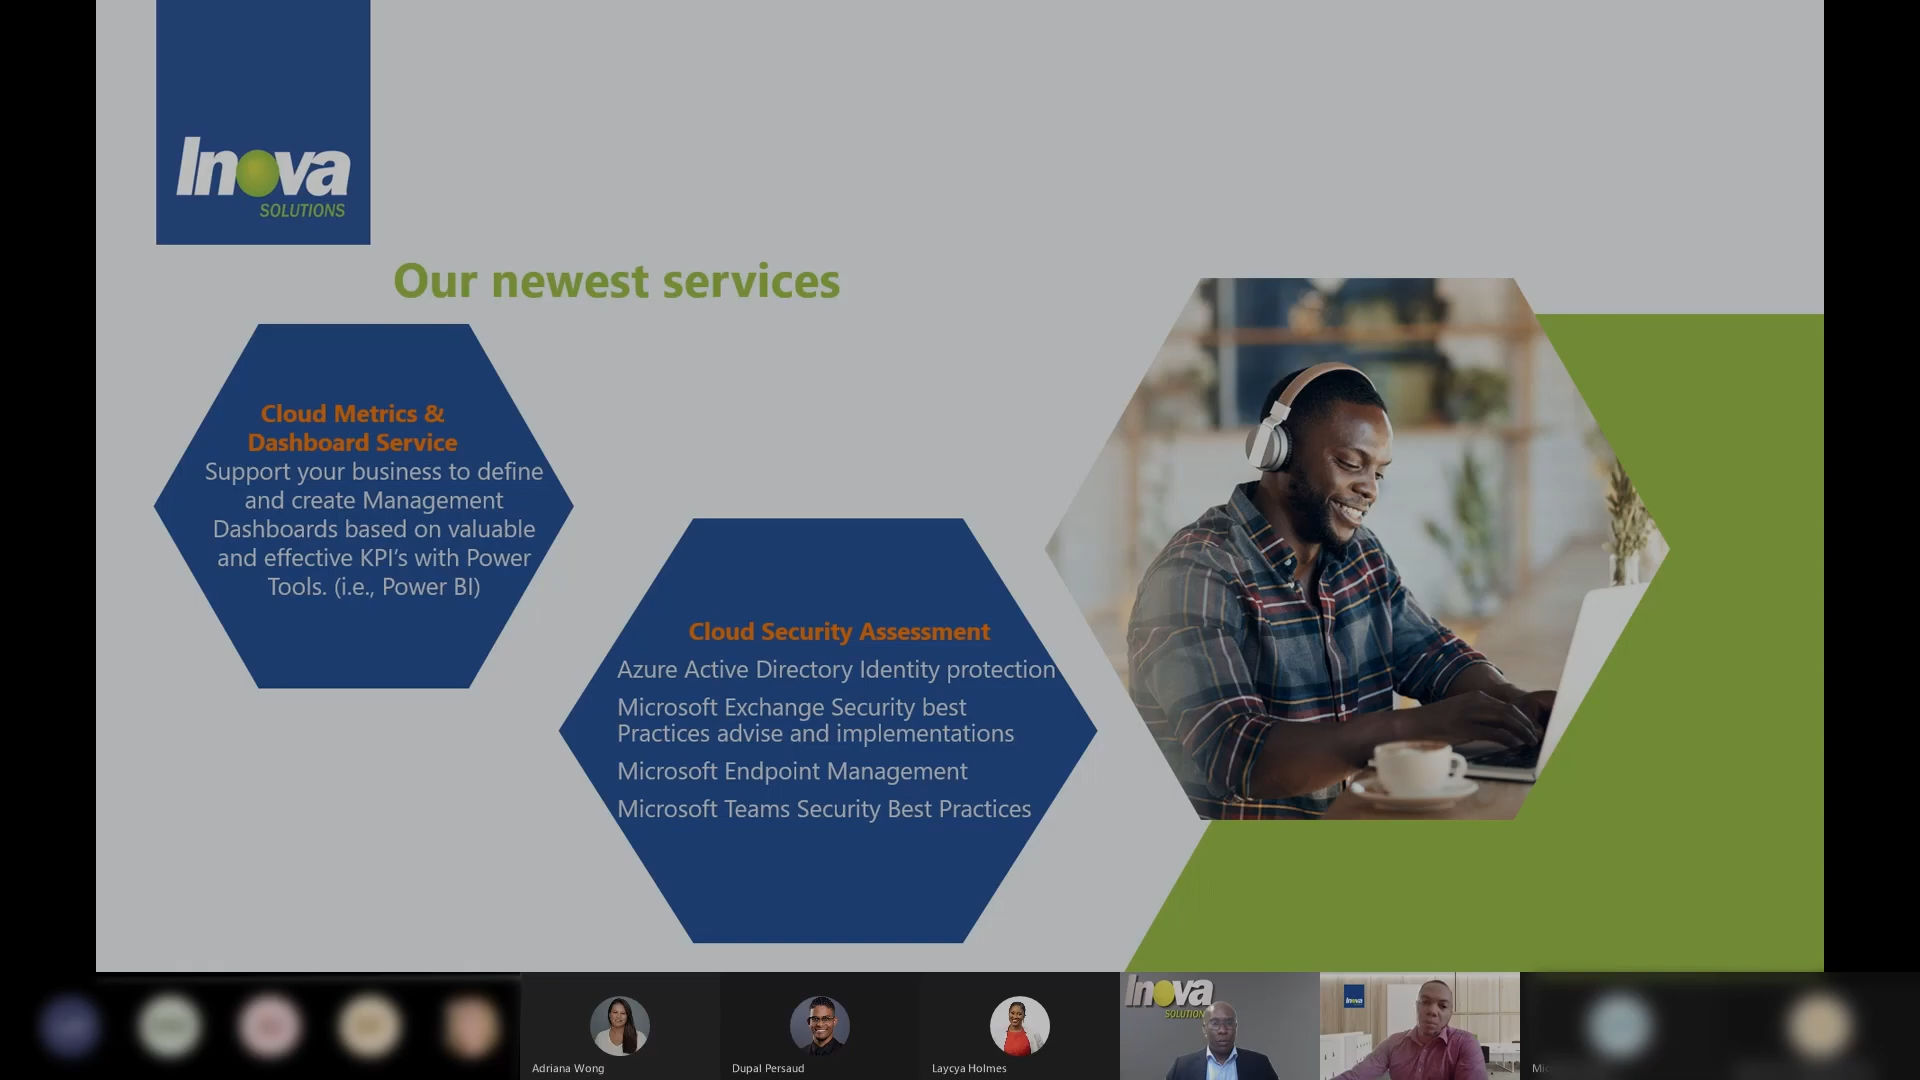 Inova
SOLUTIONS
Our newest services
Cloud Metrics &
Dashboard Service
Support your business to define
and create Management
Dashboards based on valuable
and effective KPI's with Power
Tools. (i.e., Power BI)
Cloud Security Assessment
Azure Active Directory Identity protection
Microsoft Exchange Security best
Practices advise and implementations
Microsoft Endpoint Management
Microsoft Teams Security Best Practices
Inova
SOLUTION
Inova
Adriana Wong
Dupal Persaud
Laycya Holmes